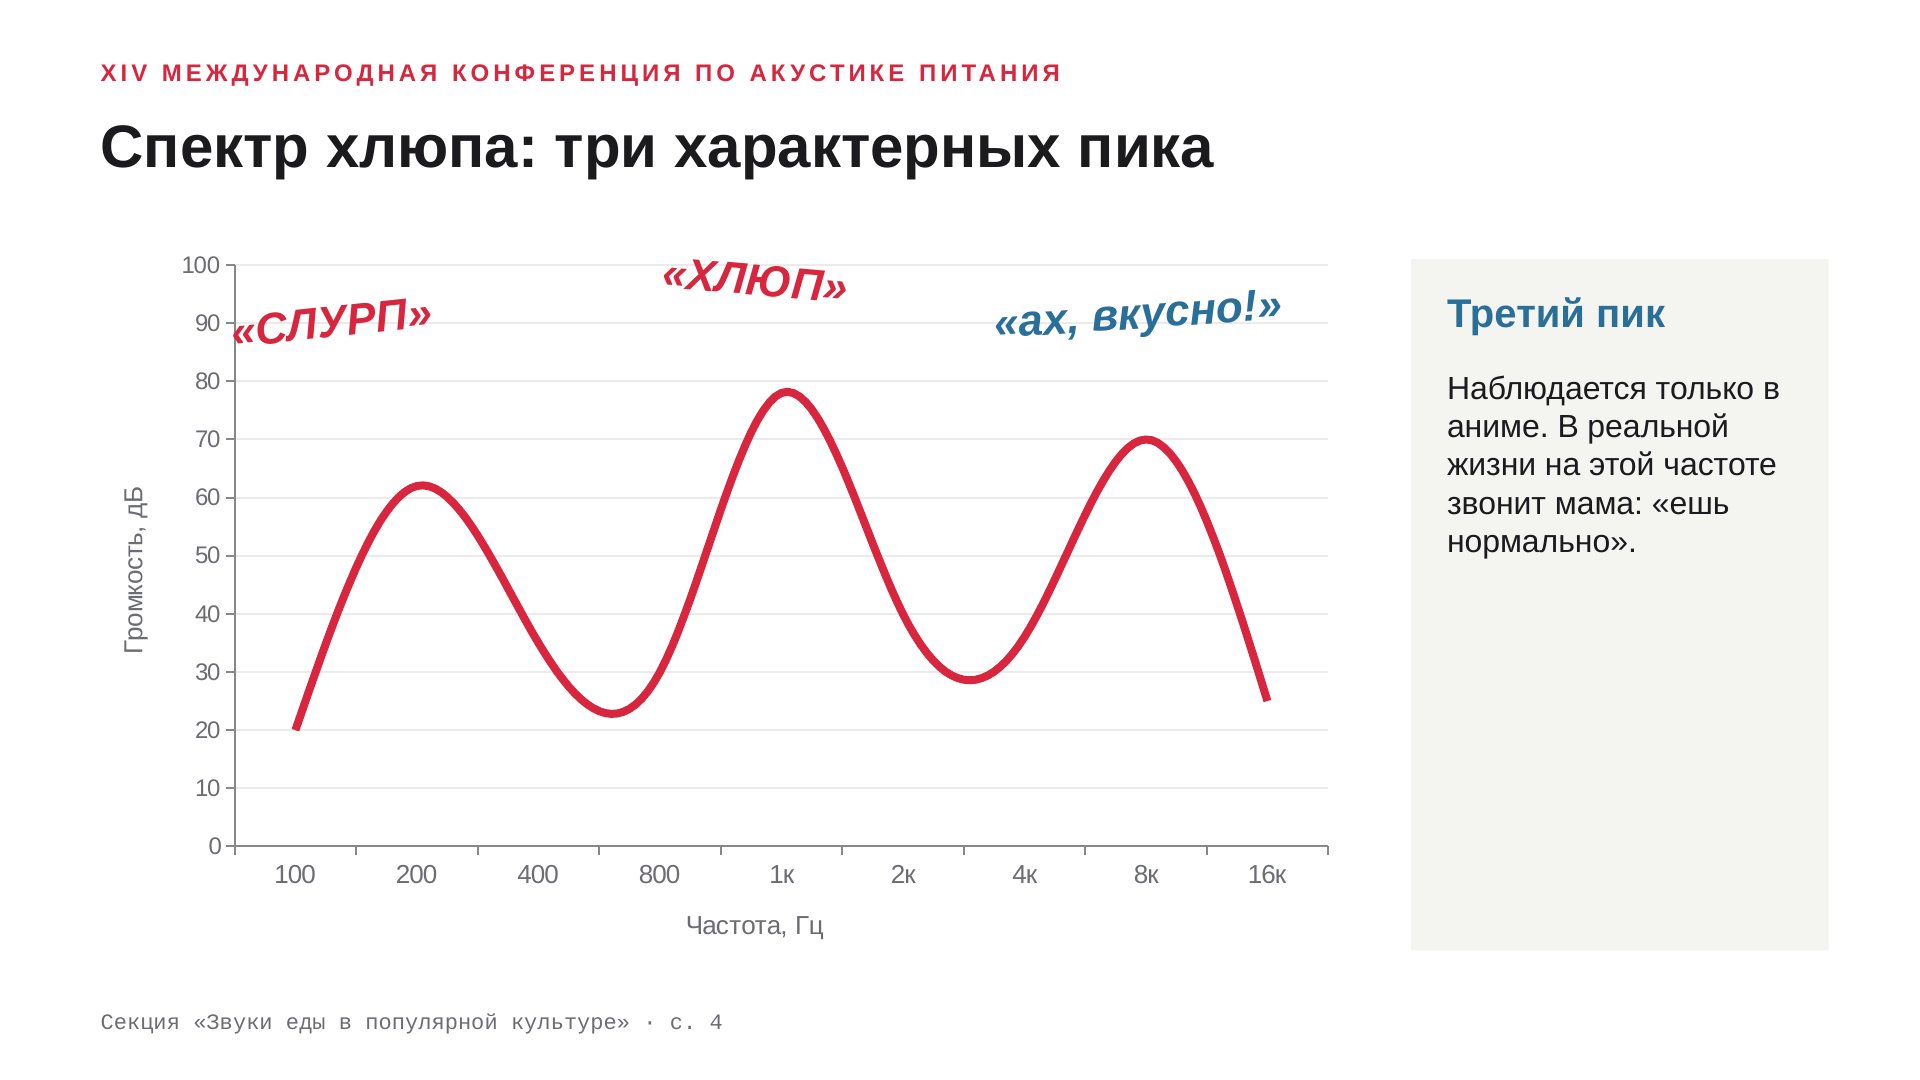 XIV МЕЖДУНАРОДНАЯ КОНФЕРЕНЦИЯ ПО АКУСТИКЕ ПИТАНИЯ
Спектр хлюпа: три характерных пика
«СЛУРП»
«ХЛЮП»
«ах, вкусно!»
Громкость, дБ
100
90
80
70
60
50
40
30
20
10
0
100 200 400 800 1к 2к 4к 8к 16к
Частота, Гц
Третий пик
Наблюдается только в
аниме. В реальной
жизни на этой частоте
звонит мама: «ешь
нормально».
Секция «Звуки еды в популярной культуре» · с. 4